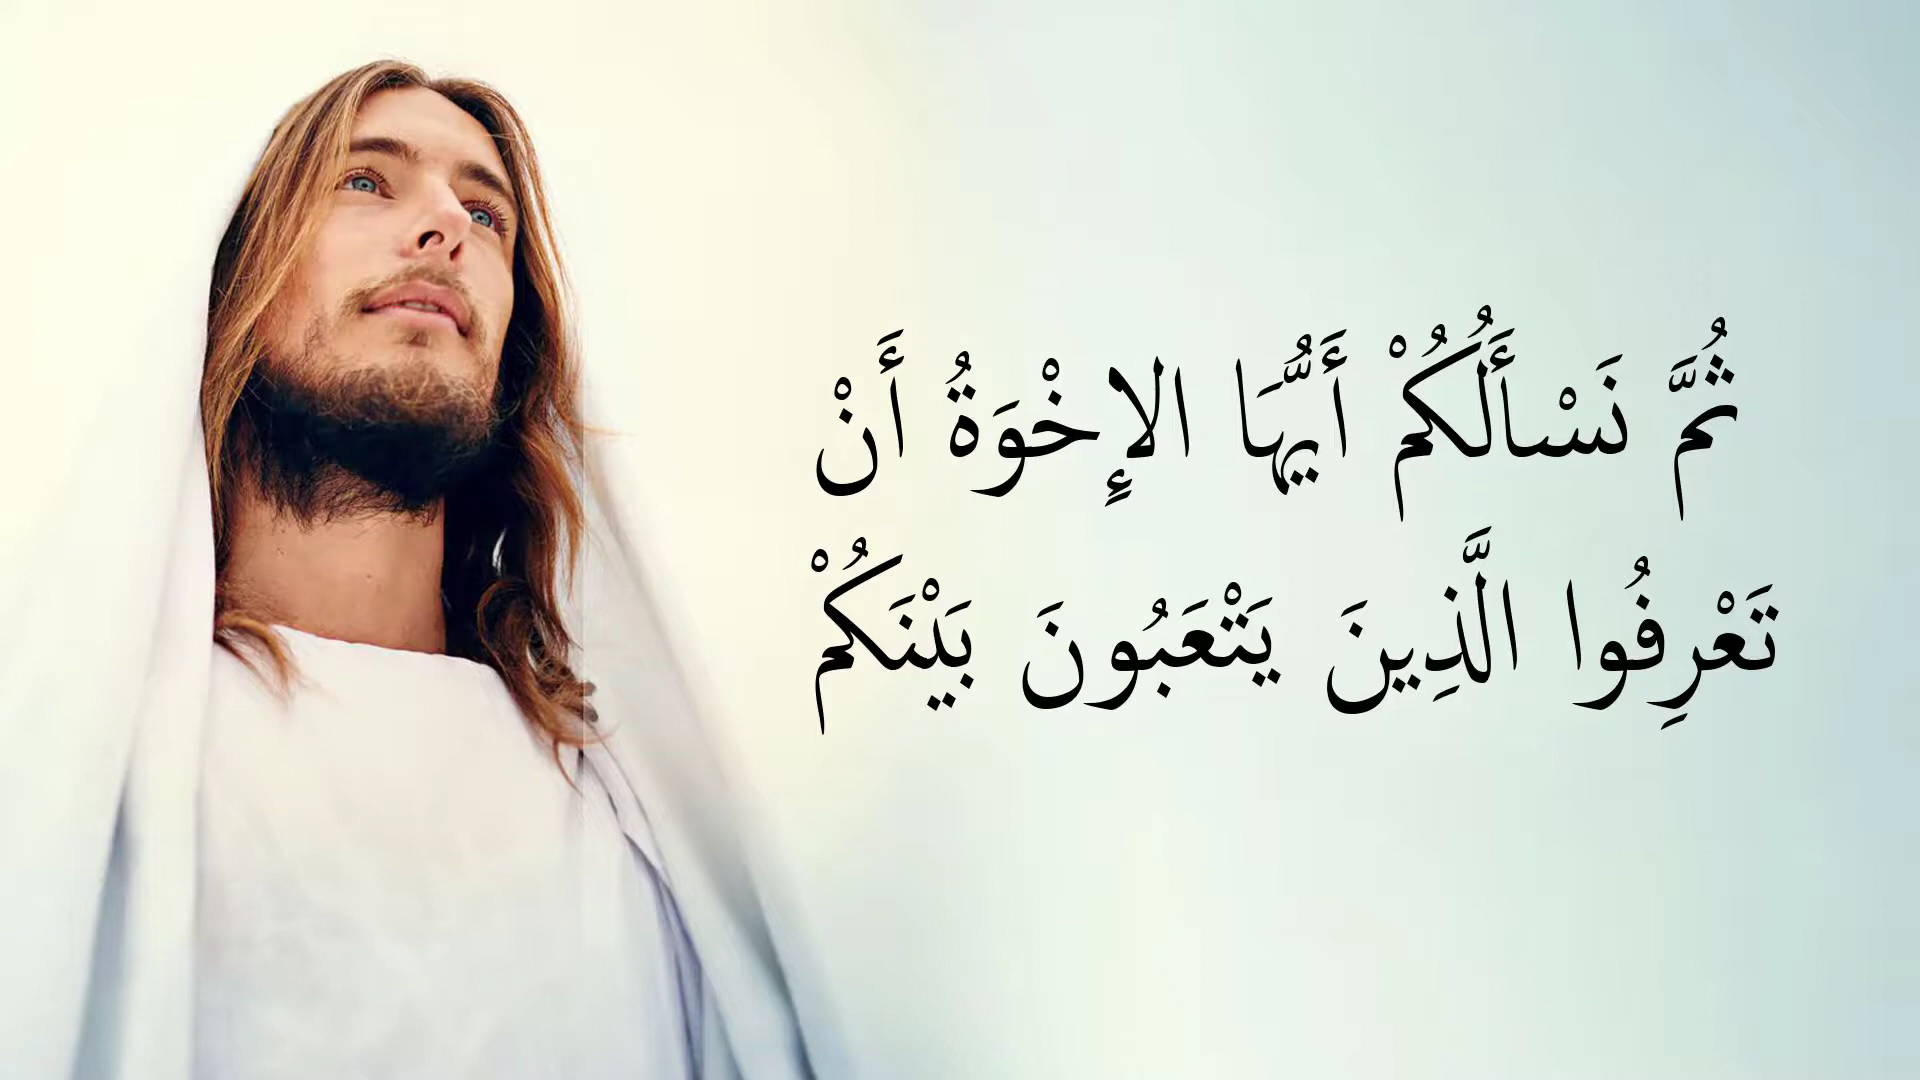 ثُمَّ نَسْأَلُكُمْ أَيُّهَا الإِخْوَةُ أَنْ
تَعْرِفُوا الَّذِينَ يَتْعَبُونَ بَيْنَكُمْ